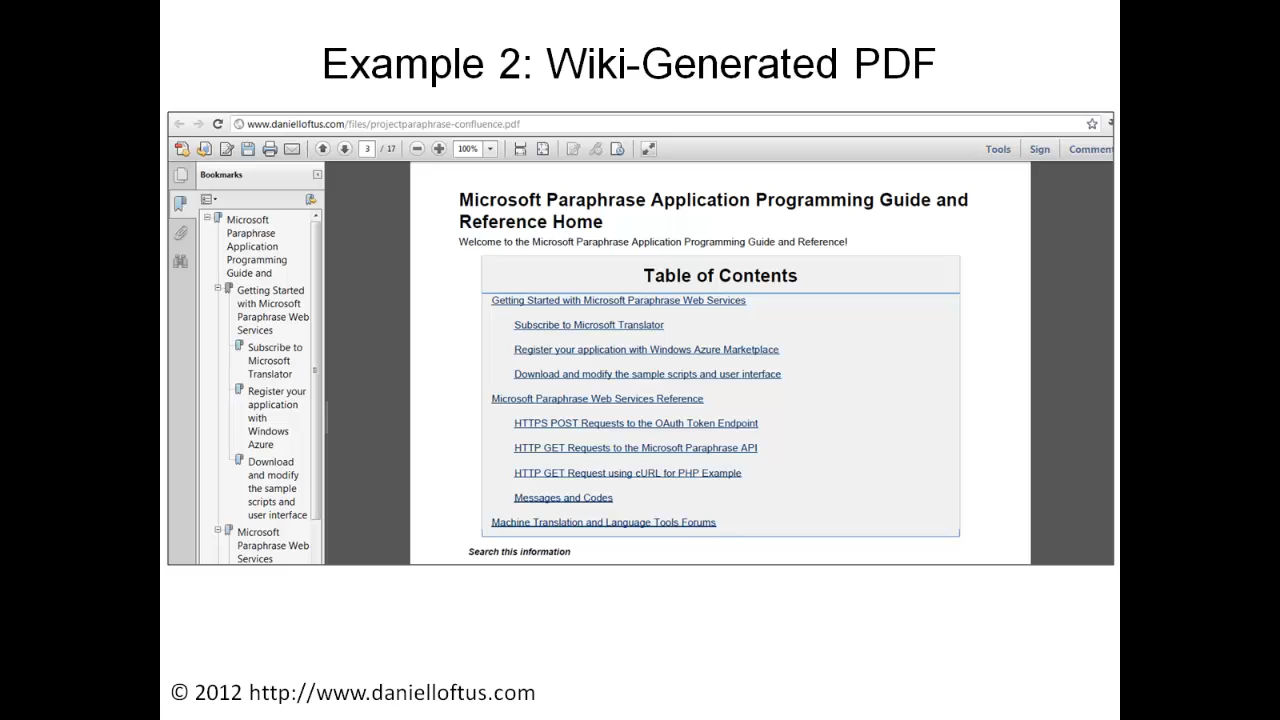 Example 2: Wiki-Generated PDF
www.danielloftus.com/files/projectparaphrase-confluence.pdf
3 / 17
100%
Tools
Sign
Comment
Bookmarks
Microsoft
Paraphrase
Application
Programming
Guide and
Getting Started
with Microsoft
Paraphrase Web
Services
Subscribe to
Microsoft
Translator
Register your
application
with
Windows
Azure
Download
and modify
the sample
scripts and
user interface
Microsoft
Paraphrase Web
Services
Microsoft Paraphrase Application Programming Guide and
Reference Home
Welcome to the Microsoft Paraphrase Application Programming Guide and Reference!
Table of Contents
Getting Started with Microsoft Paraphrase Web Services
Subscribe to Microsoft Translator
Register your application with Windows Azure Marketplace
Download and modify the sample scripts and user interface
Microsoft Paraphrase Web Services Reference
HTTPS POST Requests to the OAuth Token Endpoint
HTTP GET Requests to the Microsoft Paraphrase API
HTTP GET Request using cURL for PHP Example
Messages and Codes
Machine Translation and Language Tools Forums
Search this information
© 2012 http://www.danielloftus.com